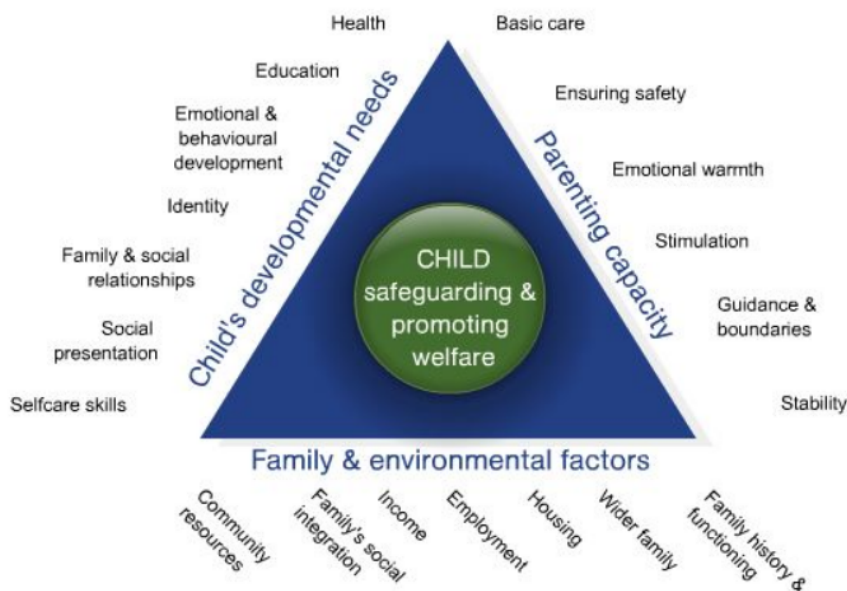 Health
Education
Emotional &
behavioural
development
Identity
Family & social
relationships
Social
presentation
Selfcare skills
Child's developmental needs
Basic care
Ensuring safety
Emotional warmth
Stimulation
Guidance &
boundaries
Stability
Parenting capacity
CHILD
safeguarding &
promoting
welfare
Family & environmental factors
Community
resources
Family's social
integration
Income
Employment
Housing
Wider family
Family history &
functioning